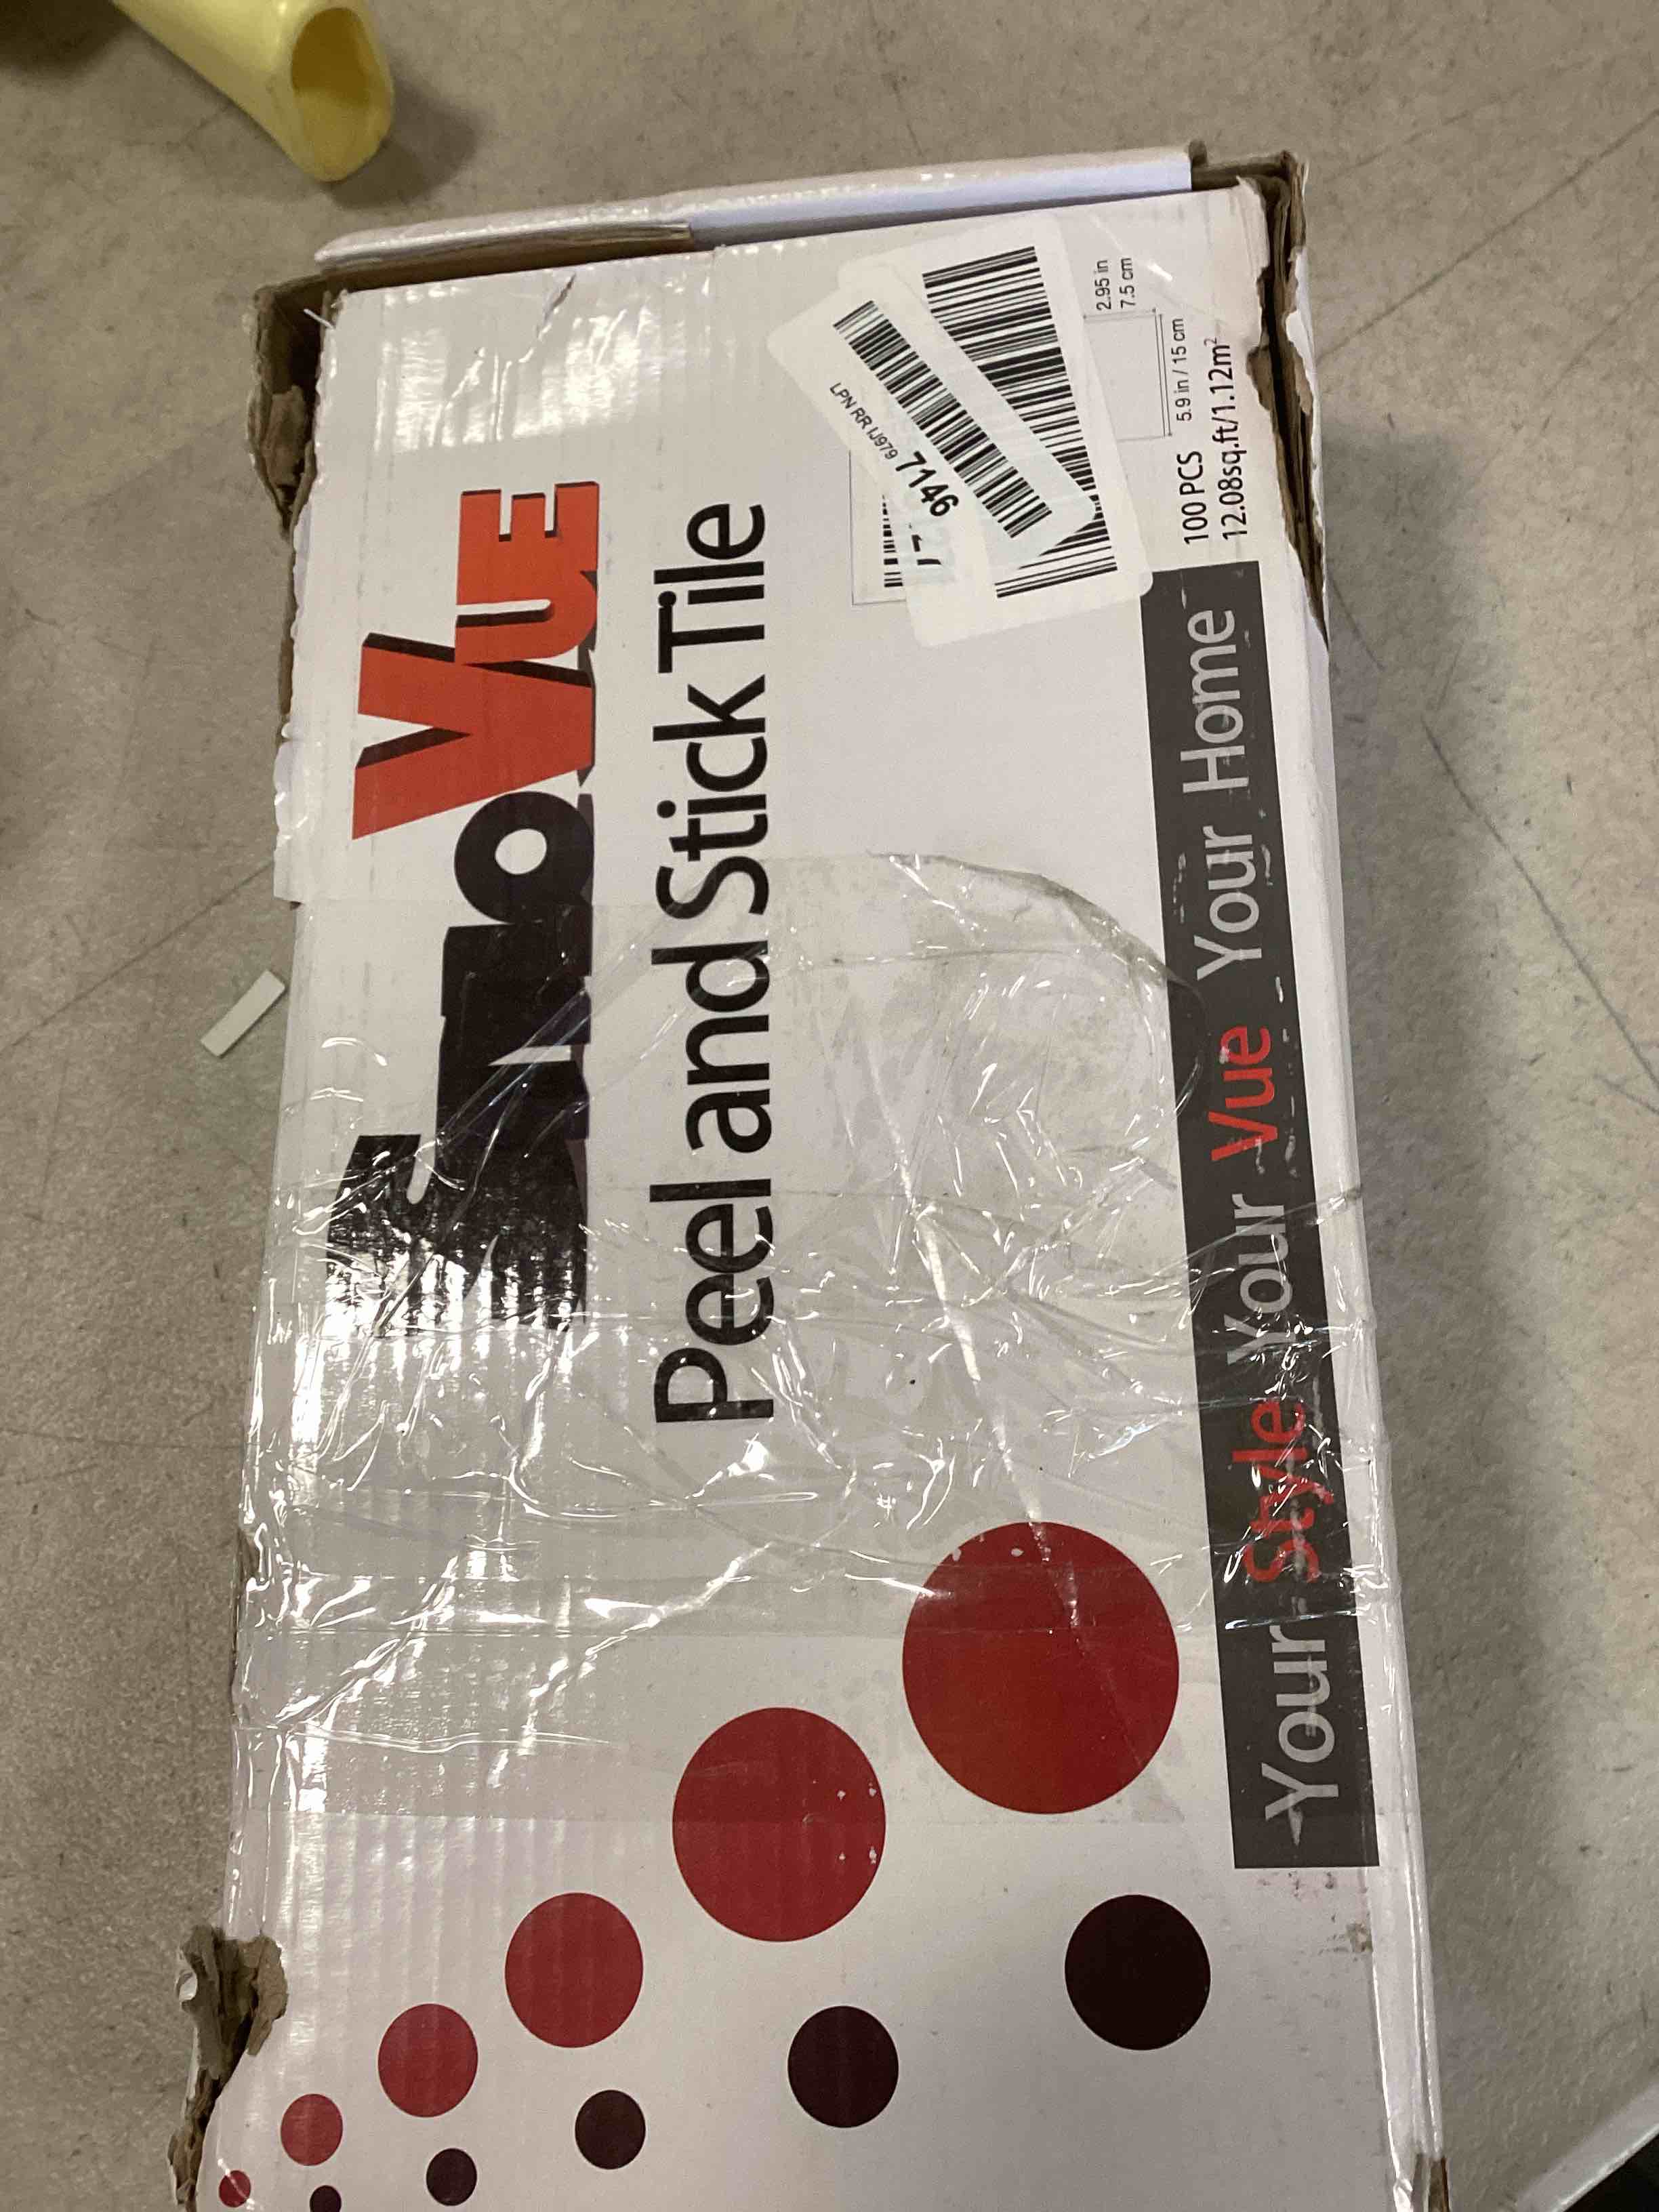 Vue
Peel and Stick Tile
LPN RR IJ979
7146
2.95 in
7.5 cm
5.9 in / 15 cm
100 PCS
12.08sq.ft/1.12m²
Your Style Your Vue Your Home